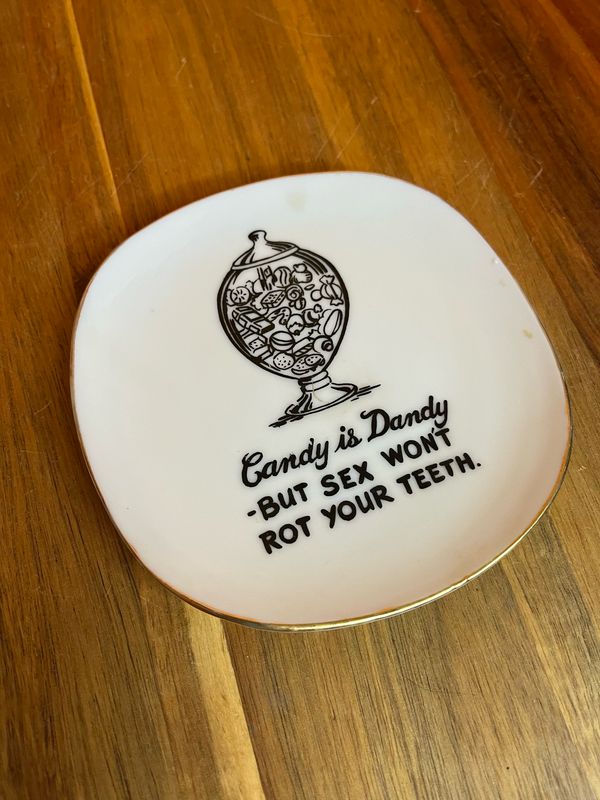 Candy is Dandy
-BUT SEX WON'T
ROT YOUR TEETH.